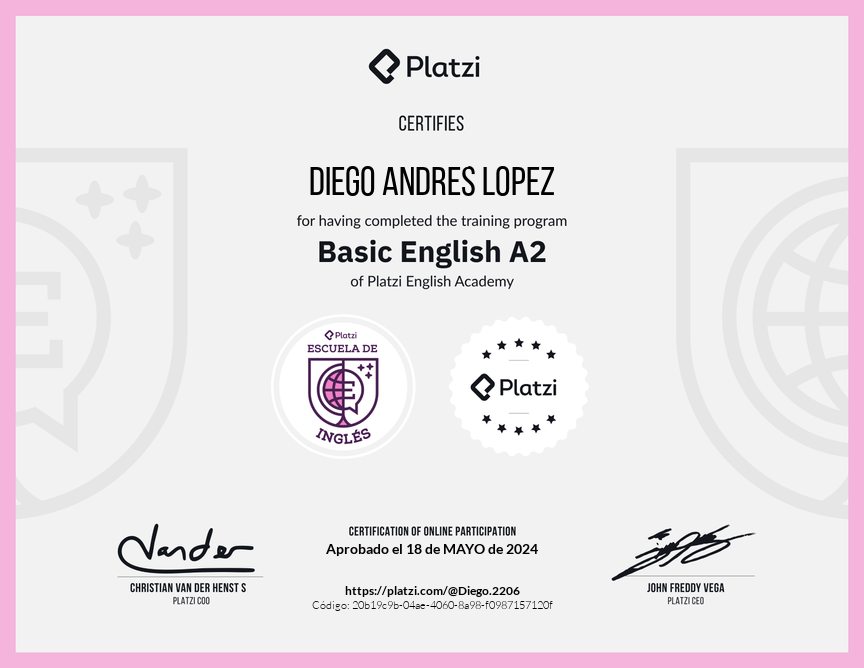 Platzi
CERTIFIES
DIEGO ANDRES LOPEZ
for having completed the training program
Basic English A2
of Platzi English Academy
Platzi
ESCUELA DE
E
INGLÉS
Platzi
Vander
CERTIFICATION OF ONLINE PARTICIPATION
Aprobado el 18 de MAYO de 2024
CHRISTIAN VAN DER HENST S
PLATZI COO
https://platzi.com/@Diego.2206
Código: 20b19c9b-04ae-4060-8a98-f0987157120f
JOHN FREDDY VEGA
PLATZI CEO